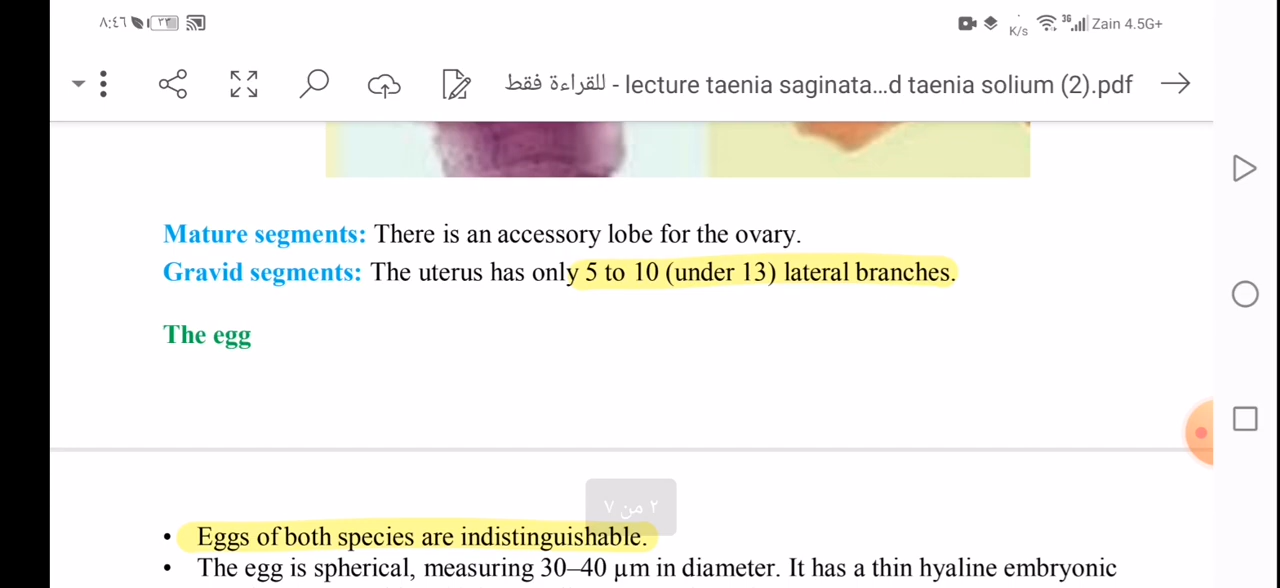 ٨:٤٦ ٢٣ K/s 3G Zain 4.5G+
lecture taenia saginata...d taenia solium (2).pdf - للقراءة فقط
Mature segments: There is an accessory lobe for the ovary.
Gravid segments: The uterus has only 5 to 10 (under 13) lateral branches.
The egg
٢ من ٧
• Eggs of both species are indistinguishable.
• The egg is spherical, measuring 30–40 µm in diameter. It has a thin hyaline embryonic